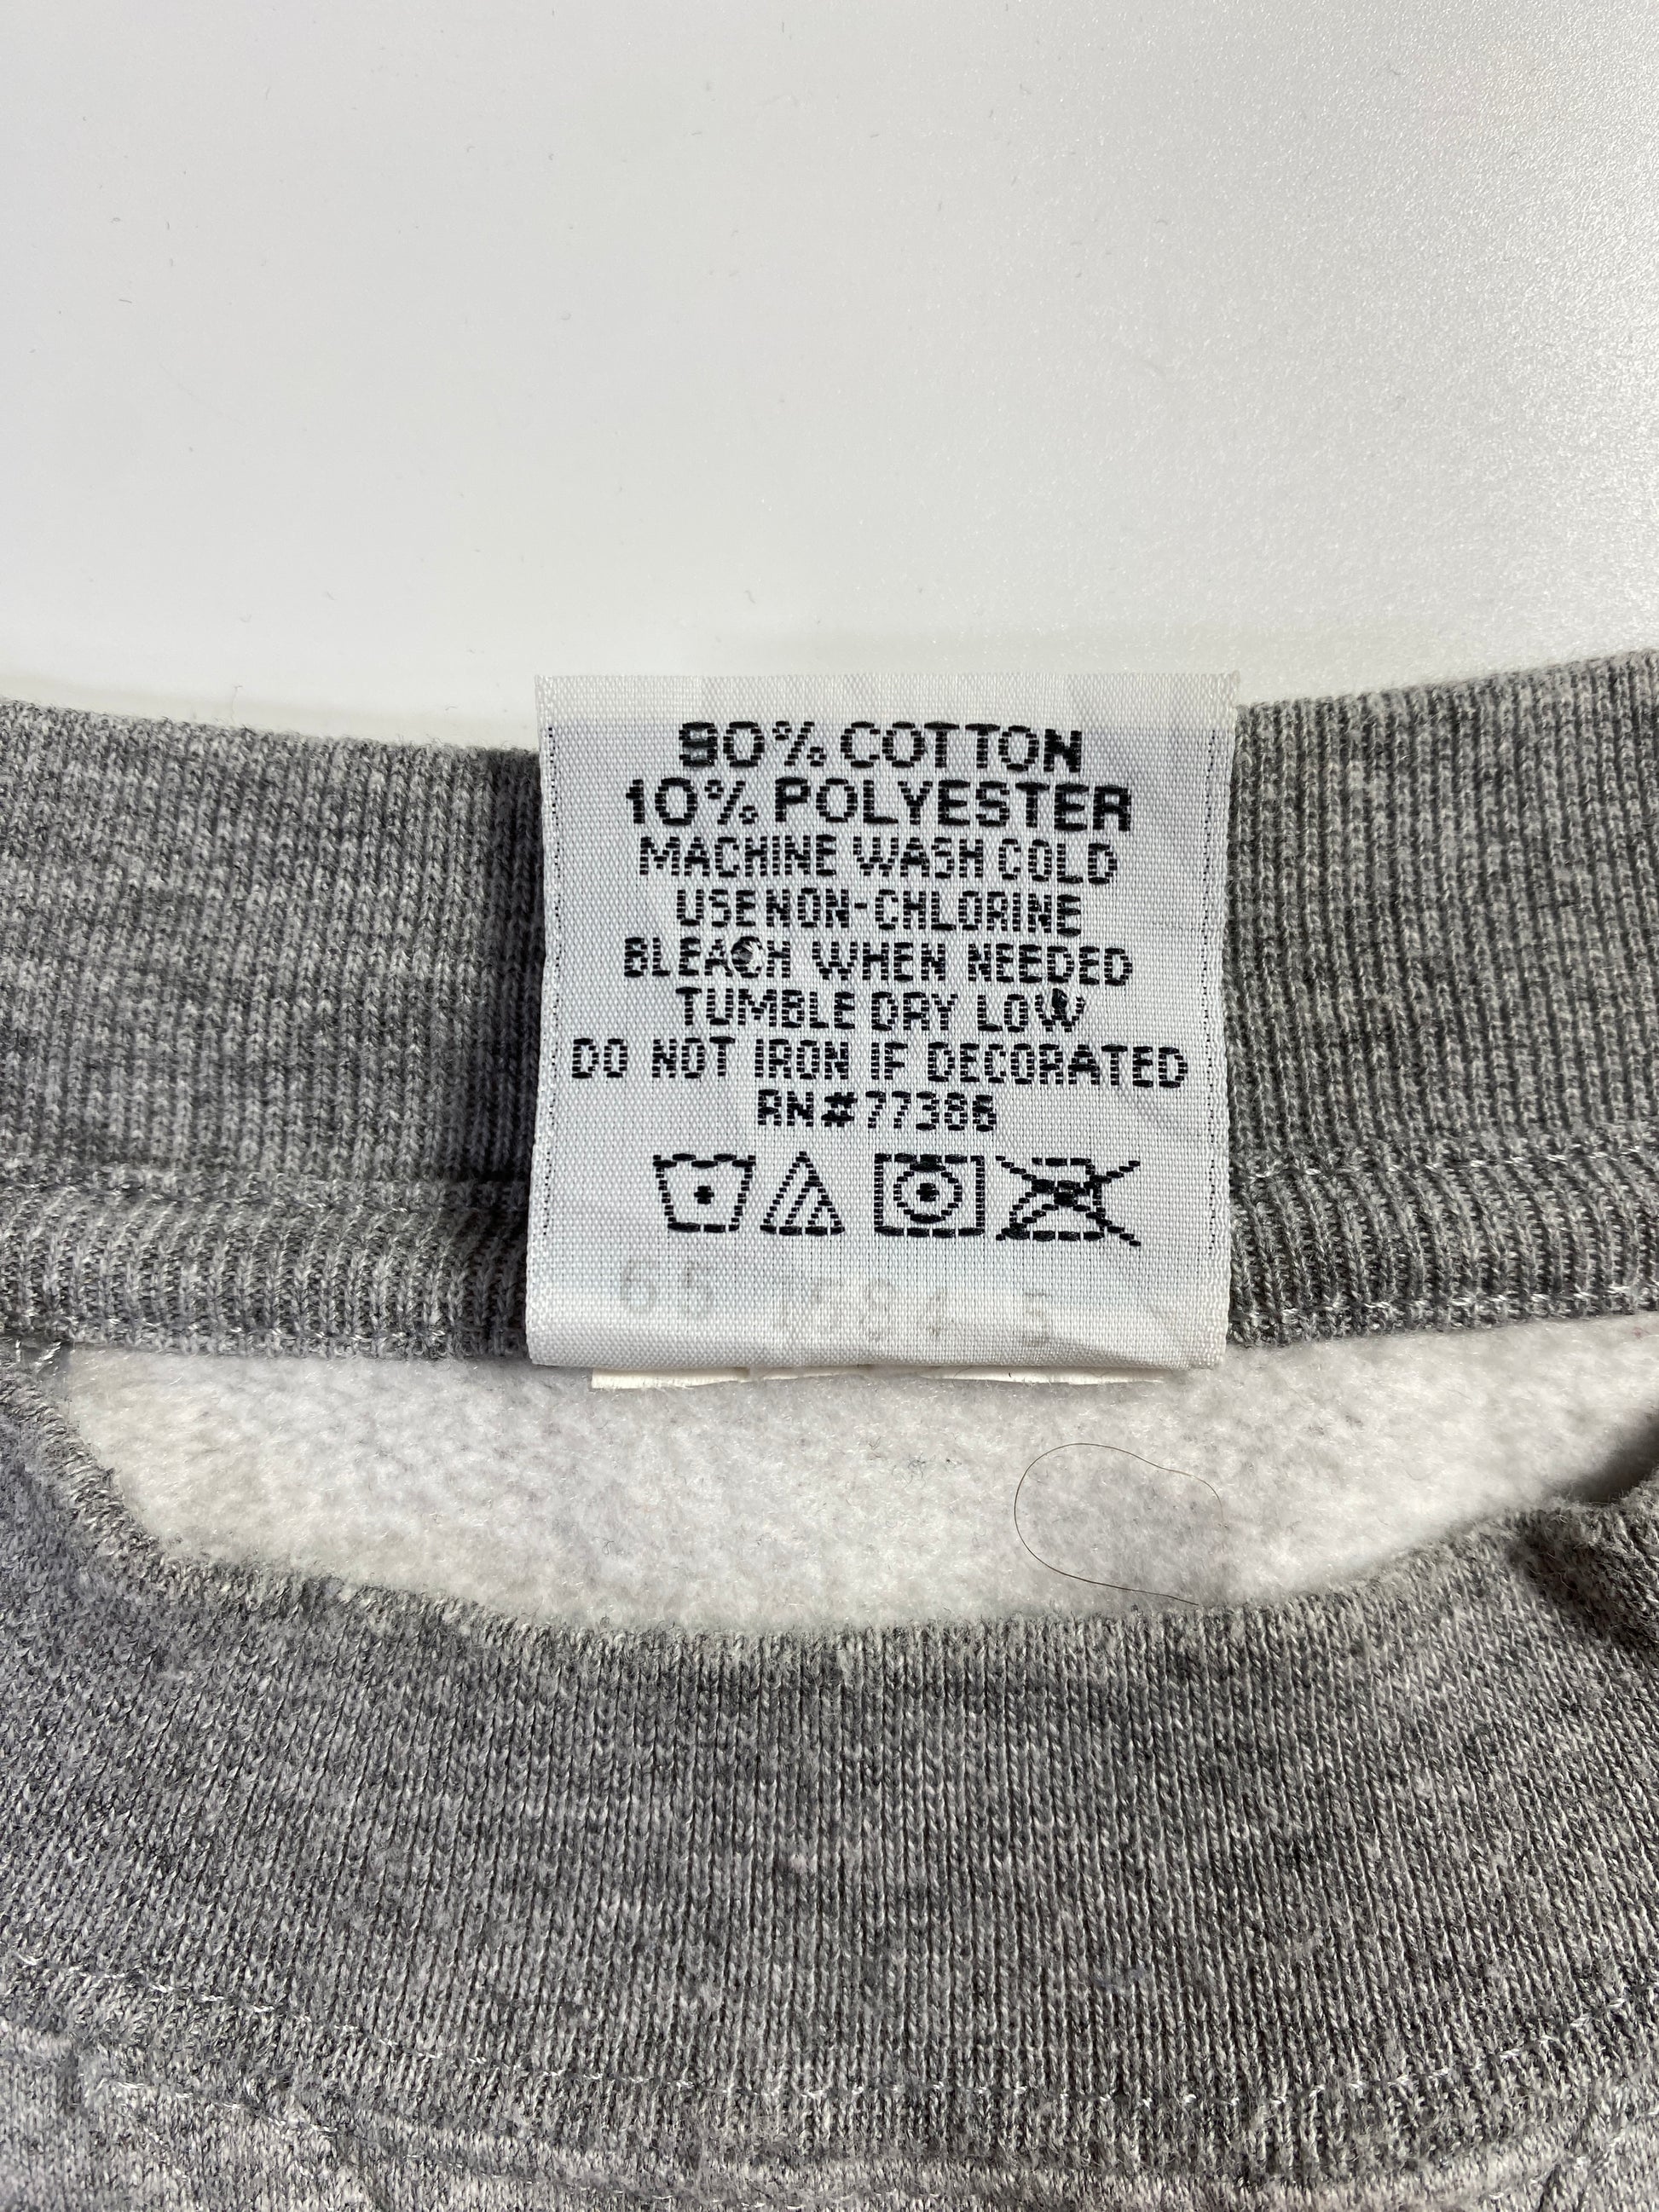 90% COTTON
10% POLYESTER
MACHINE WASH COLD
USE NON-CHLORINE
BLEACH WHEN NEEDED
TUMBLE DRY LOW
DO NOT IRON IF DECORATED
RN#77386